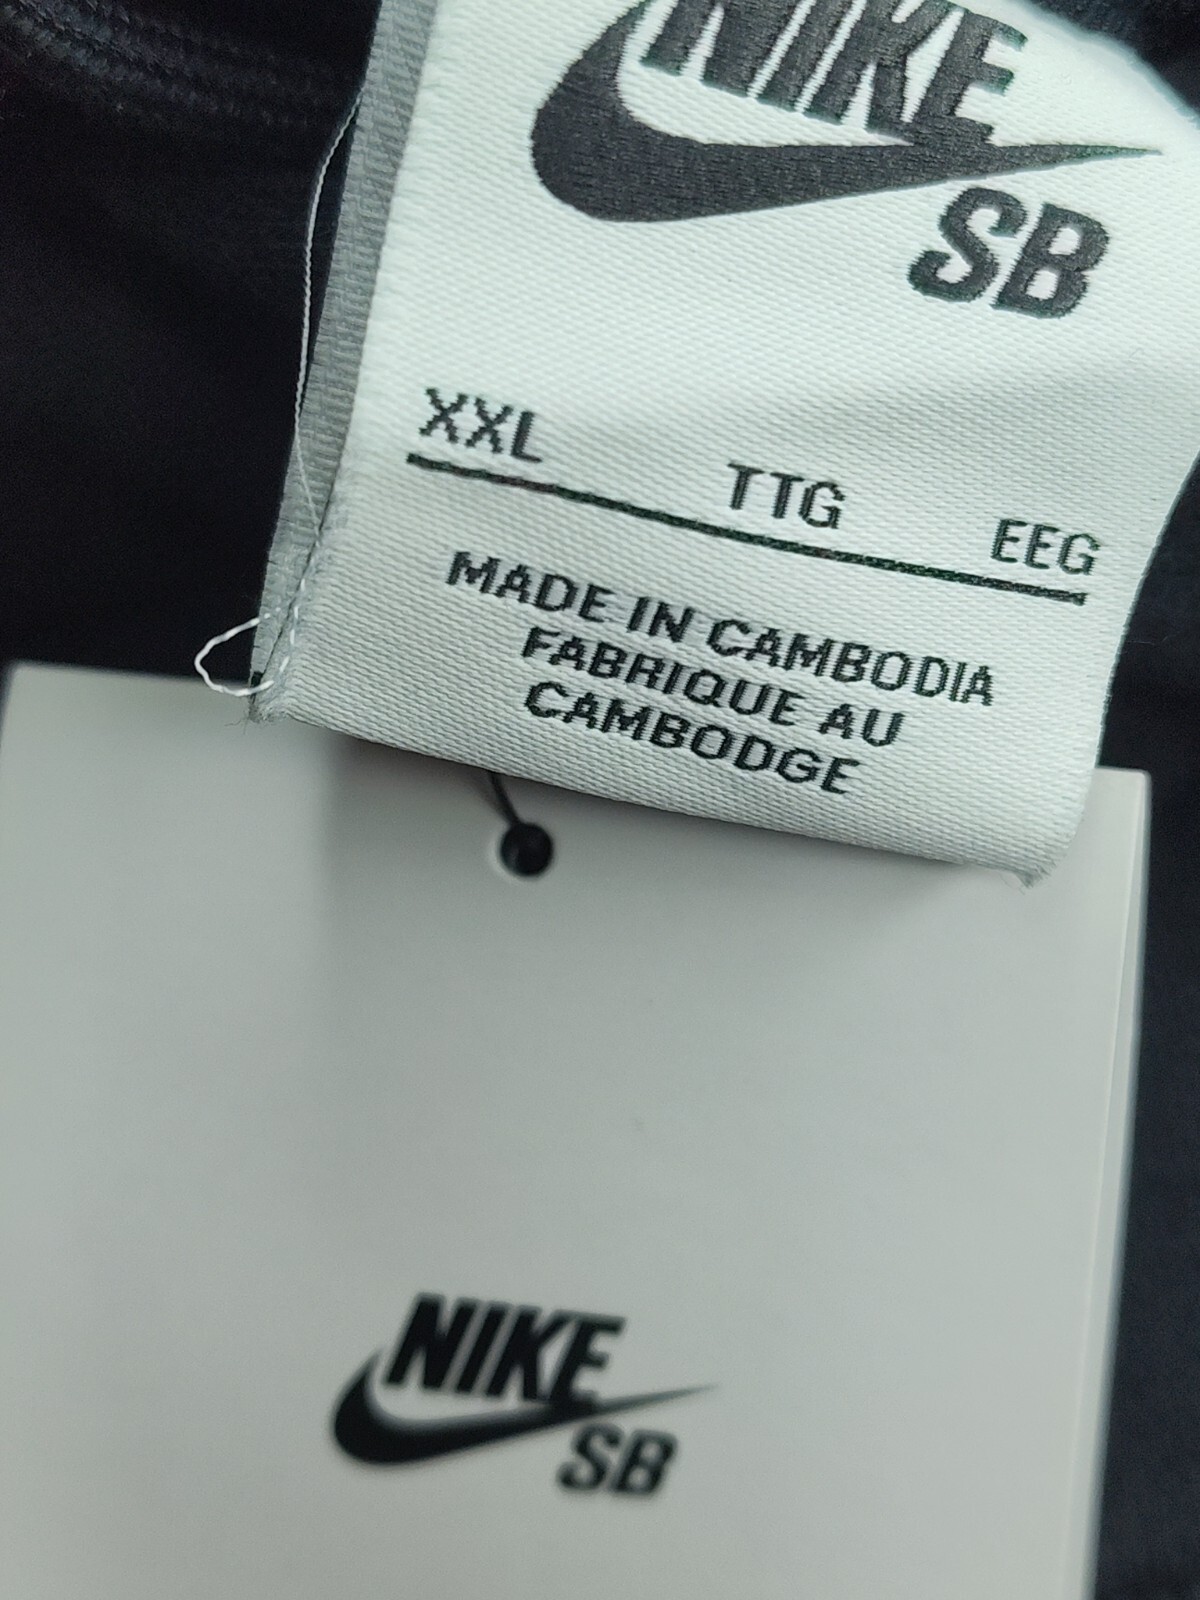 NIKE
SB
XXL TTG EEG
MADE IN CAMBODIA
FABRIQUE AU
CAMBODGE
NIKE
SB